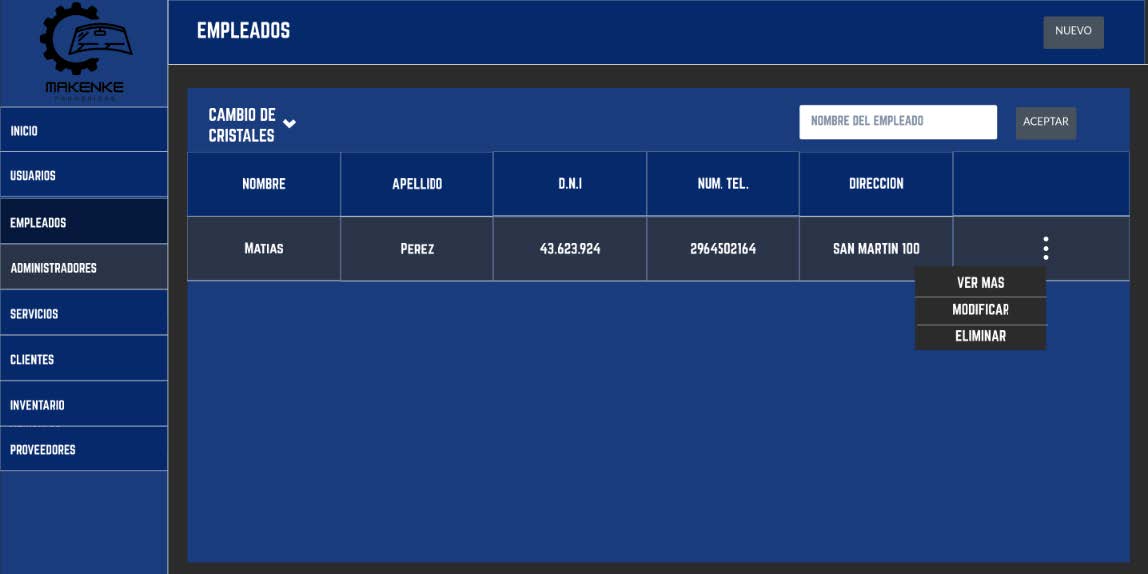 MAKENKE
PARABRISAS
EMPLEADOS
NUEVO
INICIO
USUARIOS
EMPLEADOS
ADMINISTRADORES
SERVICIOS
CLIENTES
INVENTARIO
PROVEEDORES
CAMBIO DE
CRISTALES
NOMBRE DEL EMPLEADO
ACEPTAR
NOMBRE APELLIDO D.N.I NUM. TEL. DIRECCION
MATIAS PEREZ 43.623.924 2964502164 SAN MARTIN 100
VER MAS
MODIFICAR
ELIMINAR